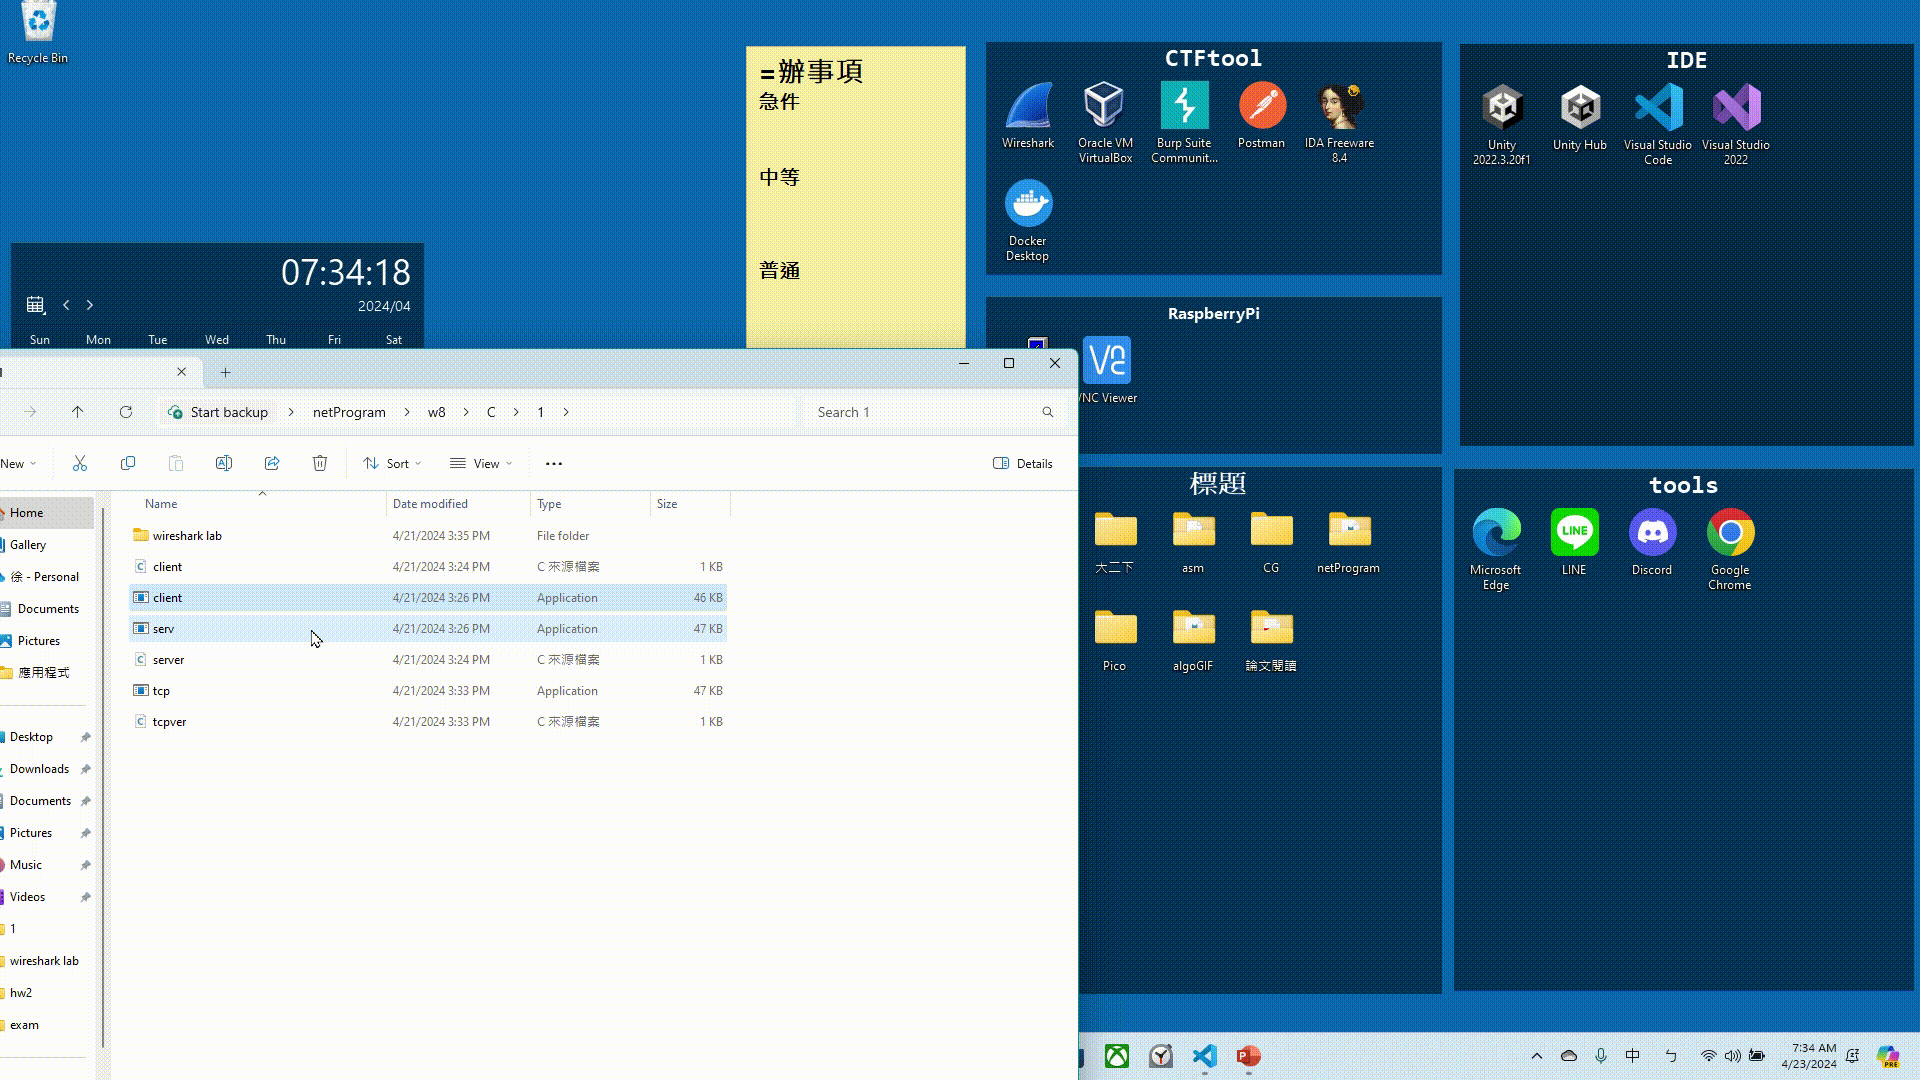 Recycle Bin
=辦事項
急件
中等
普通
CTFtool
Wireshark
Oracle VM
VirtualBox
Burp Suite
Communit...
Postman
IDA Freeware
8.4
Docker
Desktop
IDE
Unity
2022.3.20f1
Unity Hub
Visual Studio
Code
Visual Studio
2022
07:34:18
2024/04
Sun Mon Tue Wed Thu Fri Sat
RaspberryPi
VNC Viewer
Start backup > netProgram > w8 > C > 1 >
Search 1
New
Sort
View
Details
Home
Gallery
徐 - Personal
Documents
Pictures
應用程式
Desktop
Downloads
Documents
Pictures
Music
Videos
1
wireshark lab
hw2
exam
Name Date modified Type Size
wireshark lab 4/21/2024 3:35 PM File folder
client 4/21/2024 3:24 PM C 來源檔案 1 KB
client 4/21/2024 3:26 PM Application 46 KB
serv 4/21/2024 3:26 PM Application 47 KB
server 4/21/2024 3:24 PM C 來源檔案 1 KB
tcp 4/21/2024 3:33 PM Application 47 KB
tcpver 4/21/2024 3:33 PM C 來源檔案 1 KB
標題
大二下
asm
CG
netProgram
Pico
algoGIF
論文閱讀
tools
Microsoft
Edge
LINE
LINE
Discord
Google
Chrome
中
ㄅ
7:34 AM
4/23/2024
PRE